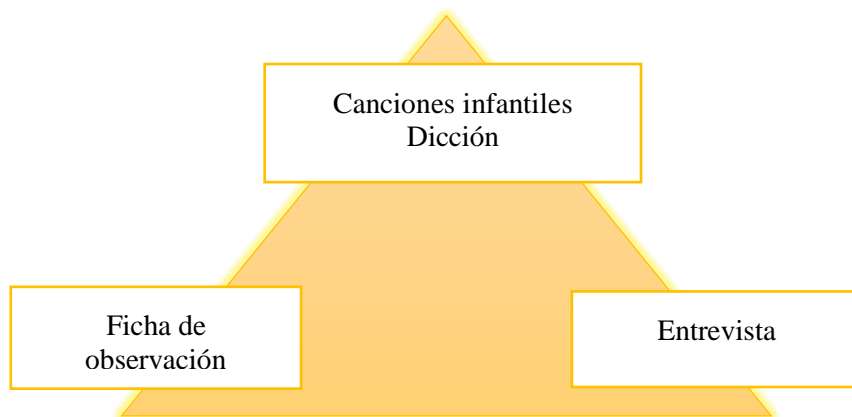 Canciones infantiles
Dicción
Ficha de
observación
Entrevista